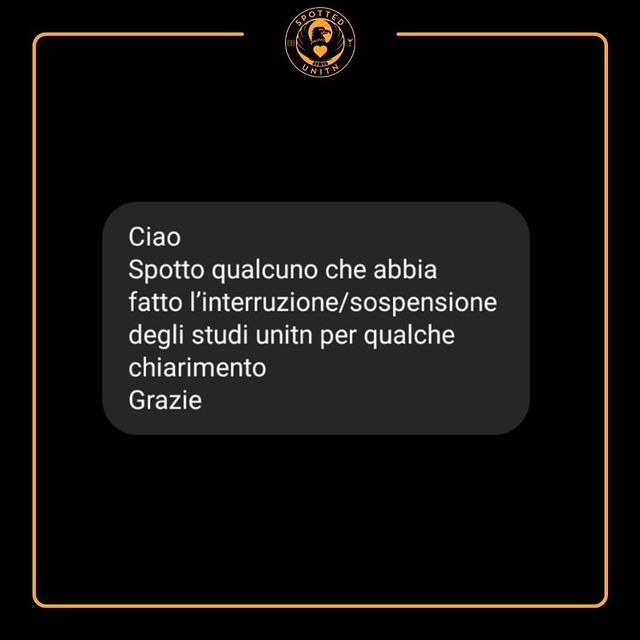 SPOTTED
UNITN
Ciao
Spotto qualcuno che abbia
fatto l’interruzione/sospensione
degli studi unitn per qualche
chiarimento
Grazie